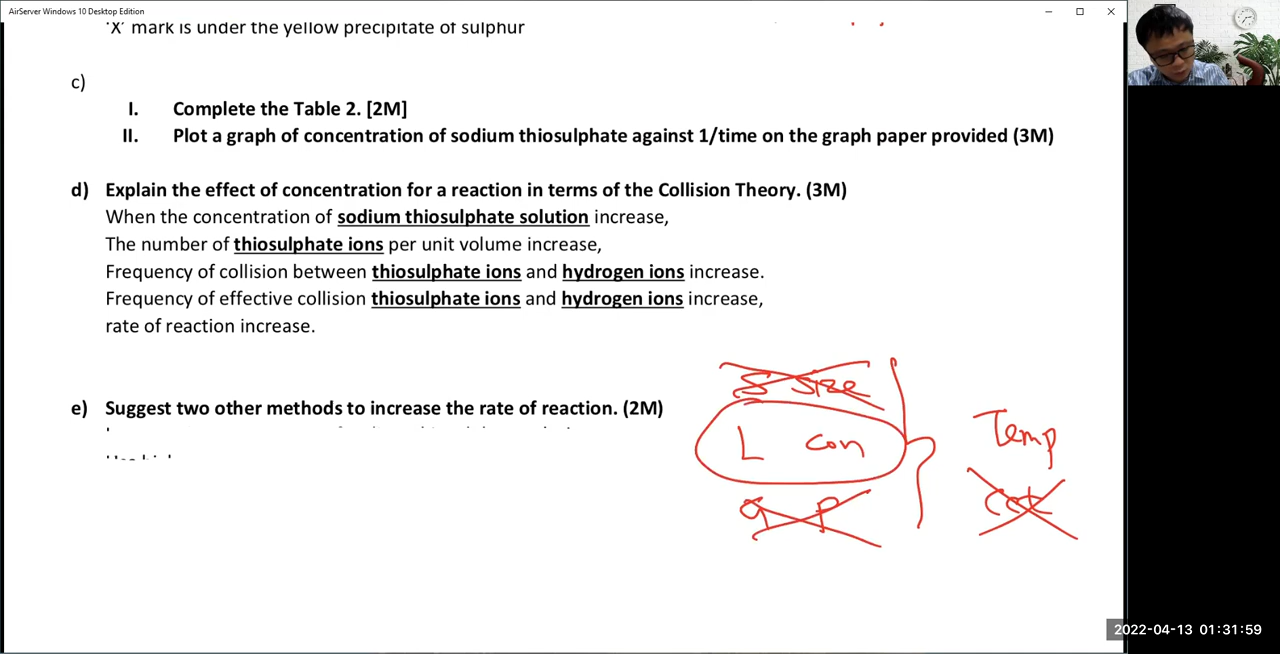 AirServer Windows 10 Desktop Edition
'X' mark is under the yellow precipitate of sulphur
c)
I. Complete the Table 2. [2M]
II. Plot a graph of concentration of sodium thiosulphate against 1/time on the graph paper provided (3M)
d) Explain the effect of concentration for a reaction in terms of the Collision Theory. (3M)
When the concentration of sodium thiosulphate solution increase,
The number of thiosulphate ions per unit volume increase,
Frequency of collision between thiosulphate ions and hydrogen ions increase.
Frequency of effective collision thiosulphate ions and hydrogen ions increase,
rate of reaction increase.
S Size
e) Suggest two other methods to increase the rate of reaction. (2M)
L con
Temp
g P
cat
2022-04-13 01:31:59